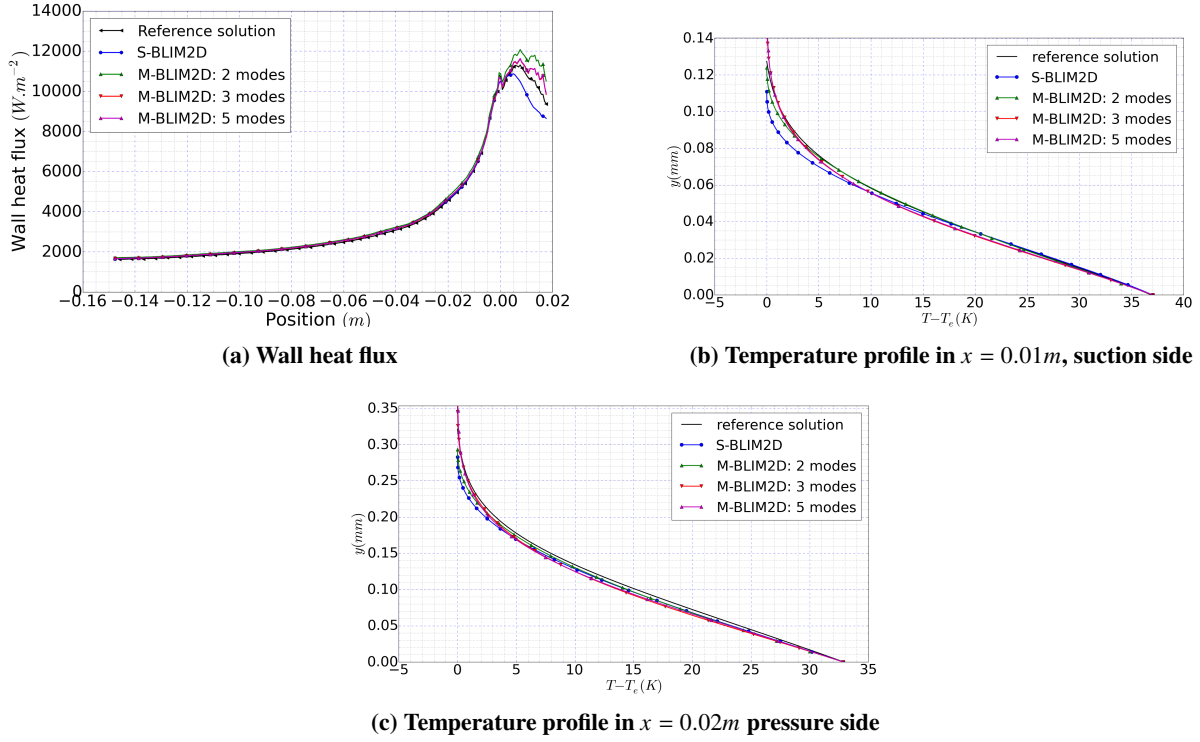 14000
12000
10000
8000
6000
4000
2000
0
Wall heat flux (W.m⁻²)
Reference solution
S-BLIM2D
M-BLIM2D: 2 modes
M-BLIM2D: 3 modes
M-BLIM2D: 5 modes
−0.16 −0.14 −0.12 −0.10 −0.08 −0.06 −0.04 −0.02 0.00 0.02
Position (m)
(a) Wall heat flux
0.14
0.12
0.10
0.08
0.06
0.04
0.02
0.00
y(mm)
reference solution
S-BLIM2D
M-BLIM2D: 2 modes
M-BLIM2D: 3 modes
M-BLIM2D: 5 modes
−5 0 5 10 15 20 25 30 35 40
T−Te(K)
(b) Temperature profile in x = 0.01m, suction side
0.35
0.30
0.25
0.20
0.15
0.10
0.05
0.00
y(mm)
reference solution
S-BLIM2D
M-BLIM2D: 2 modes
M-BLIM2D: 3 modes
M-BLIM2D: 5 modes
−5 0 5 10 15 20 25 30 35
T−Te(K)
(c) Temperature profile in x = 0.02m pressure side